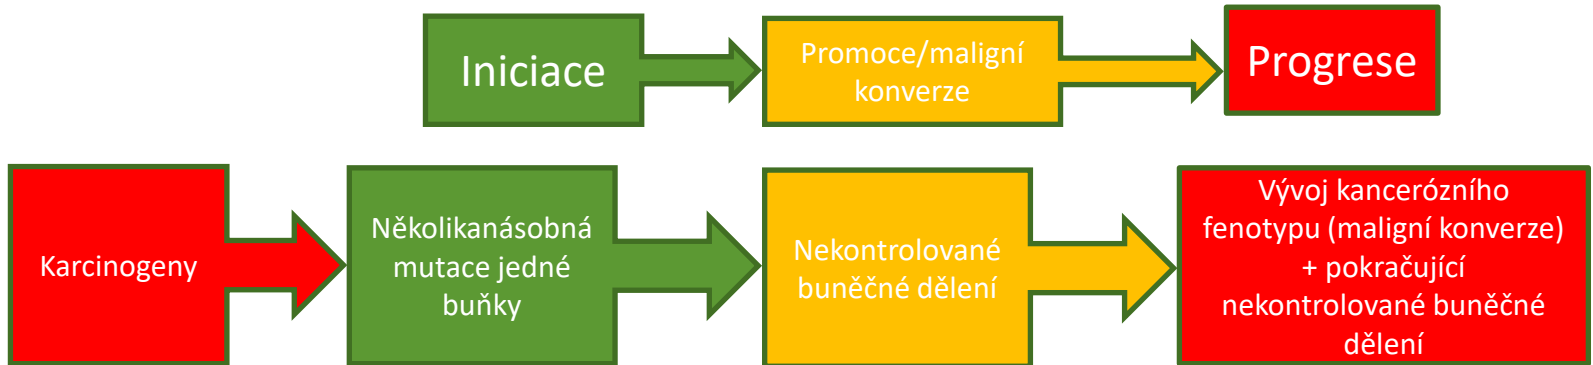 Iniciace
Promoce/maligní
konverze
Progrese
Karcinogeny
Několikanásobná
mutace jedné
buňky
Nekontrolované
buněčné dělení
Vývoj kancerózního
fenotypu (maligní konverze)
+ pokračující
nekontrolované buněčné
dělení